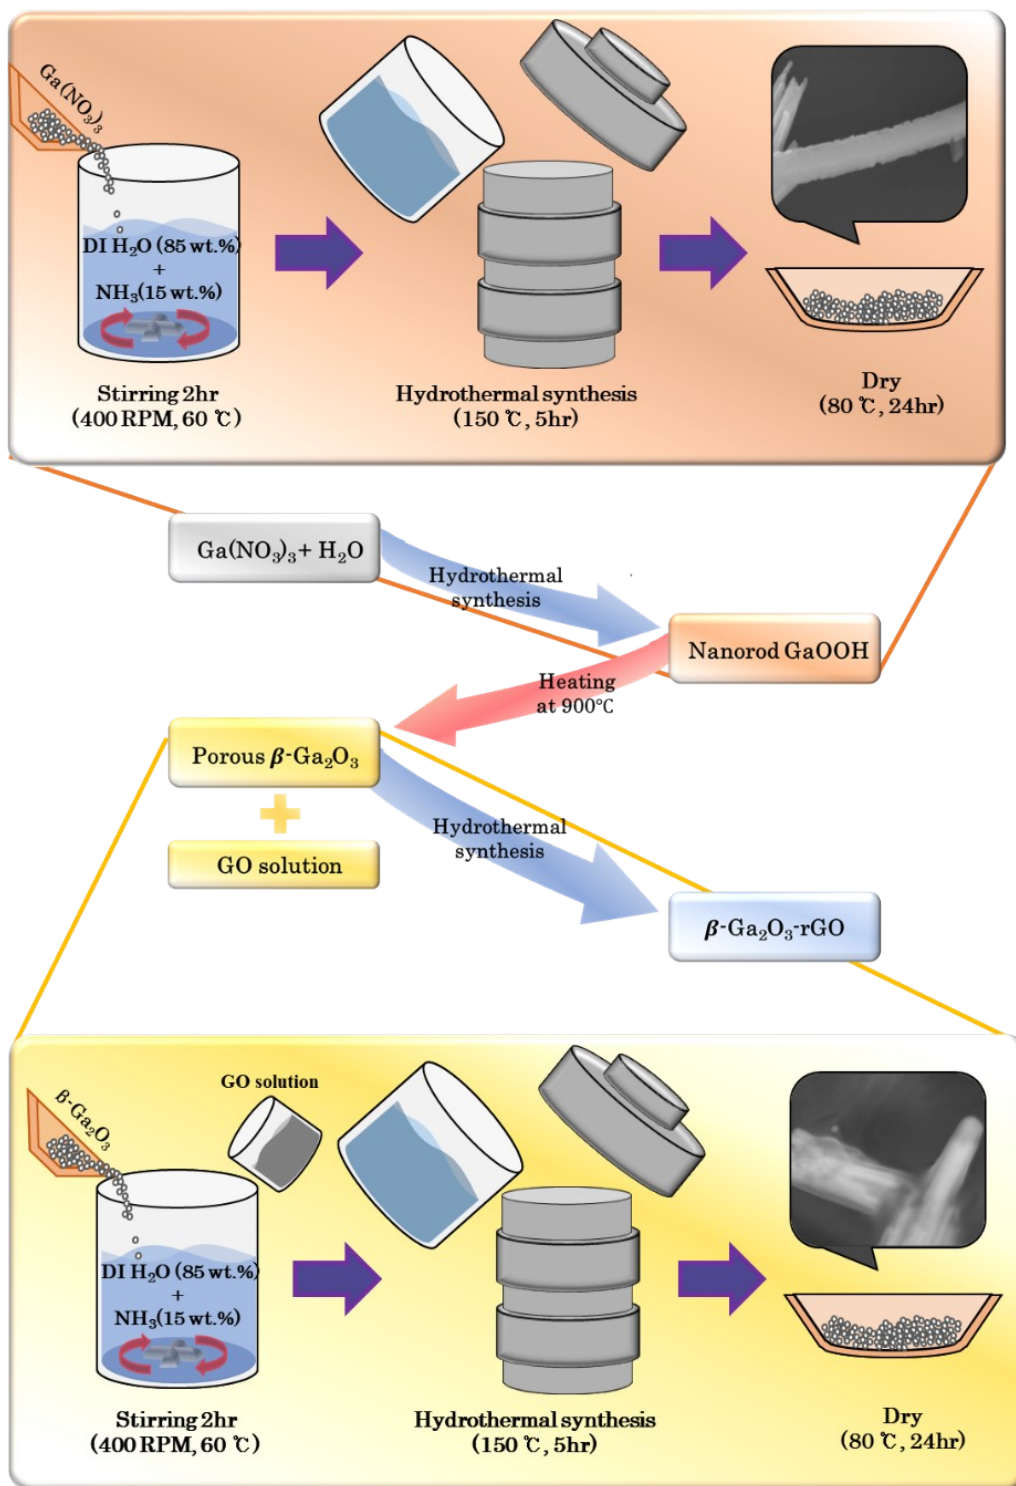 Ga(NO₃)₃
DI H₂O (85 wt.%)
+
NH₃(15 wt.%)
Stirring 2hr
(400 RPM, 60 ℃)
Hydrothermal synthesis
(150 ℃, 5hr)
Dry
(80 ℃, 24hr)
Ga(NO₃)₃+ H₂O
Hydrothermal
synthesis
Nanorod GaOOH
Heating
at 900℃
Porous β-Ga₂O₃
+
GO solution
Hydrothermal
synthesis
β-Ga₂O₃-rGO
β-Ga₂O₃
GO solution
DI H₂O (85 wt.%)
+
NH₃(15 wt.%)
Stirring 2hr
(400 RPM, 60 ℃)
Hydrothermal synthesis
(150 ℃, 5hr)
Dry
(80 ℃, 24hr)